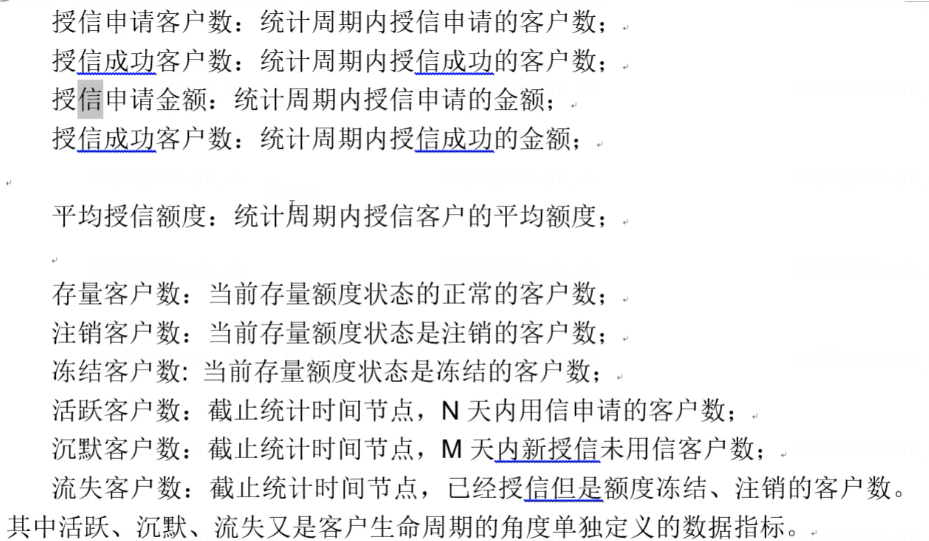 授信申请客户数：统计周期内授信申请的客户数；
授信成功客户数：统计周期内授信成功的客户数；
授信申请金额：统计周期内授信申请的金额；
授信成功客户数：统计周期内授信成功的金额；
平均授信额度：统计周期内授信客户的平均额度；
存量客户数：当前存量额度状态的正常的客户数；
注销客户数：当前存量额度状态是注销的客户数；
冻结客户数: 当前存量额度状态是冻结的客户数；
活跃客户数：截止统计时间节点，N 天内用信申请的客户数；
沉默客户数：截止统计时间节点，M 天内新授信未用信客户数；
流失客户数：截止统计时间节点，已经授信但是额度冻结、注销的客户数。
其中活跃、沉默、流失又是客户生命周期的角度单独定义的数据指标。